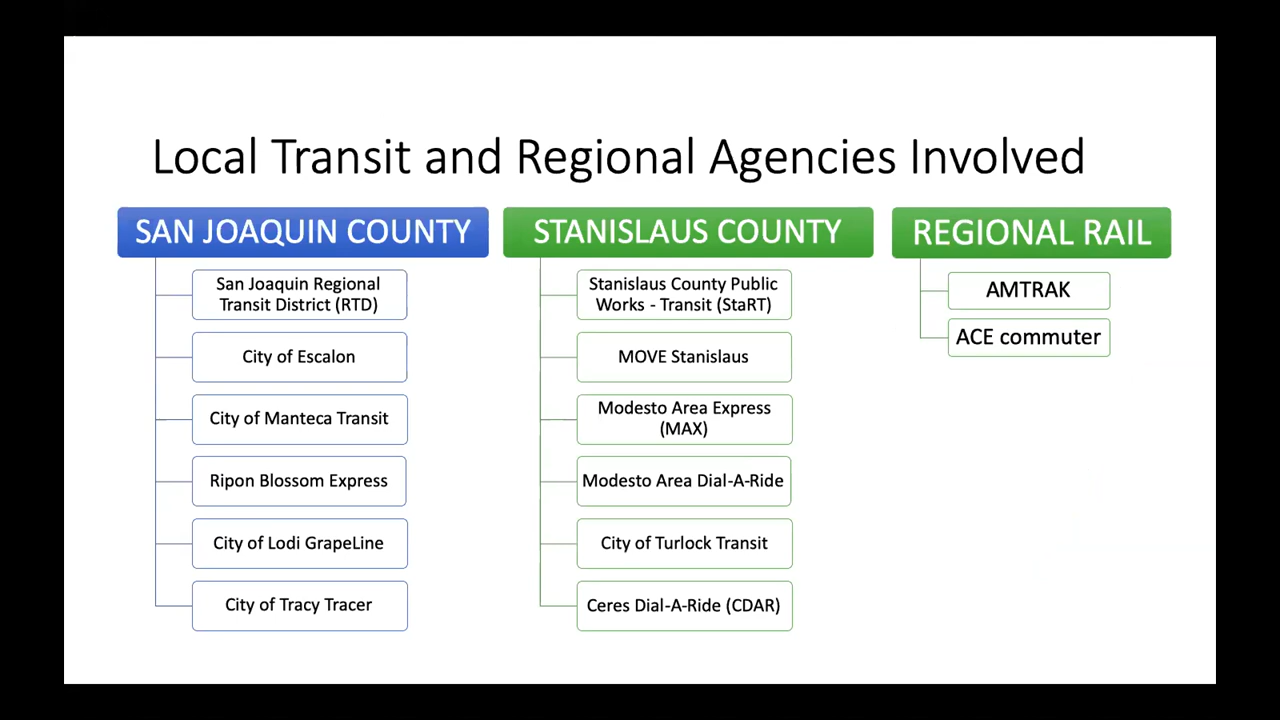 Local Transit and Regional Agencies Involved
SAN JOAQUIN COUNTY
San Joaquin Regional
Transit District (RTD)
City of Escalon
City of Manteca Transit
Ripon Blossom Express
City of Lodi GrapeLine
City of Tracy Tracer
STANISLAUS COUNTY
Stanislaus County Public
Works - Transit (StaRT)
MOVE Stanislaus
Modesto Area Express
(MAX)
Modesto Area Dial-A-Ride
City of Turlock Transit
Ceres Dial-A-Ride (CDAR)
REGIONAL RAIL
AMTRAK
ACE commuter